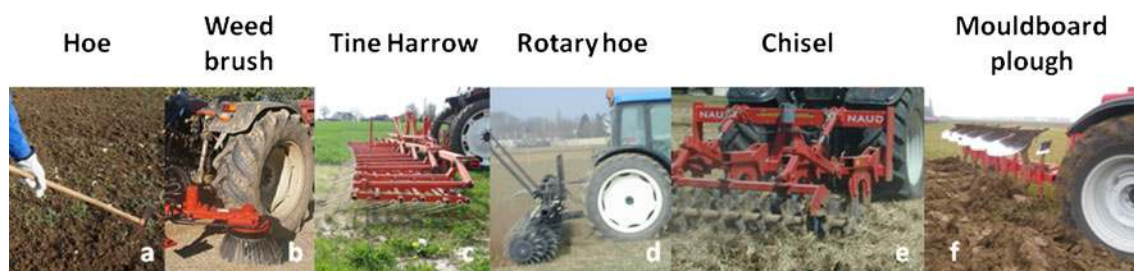 Hoe
Weed
brush
Tine Harrow
Rotary hoe
Chisel
Mouldboard
plough
a
b
c
NAUD
NAUD
d
e
f